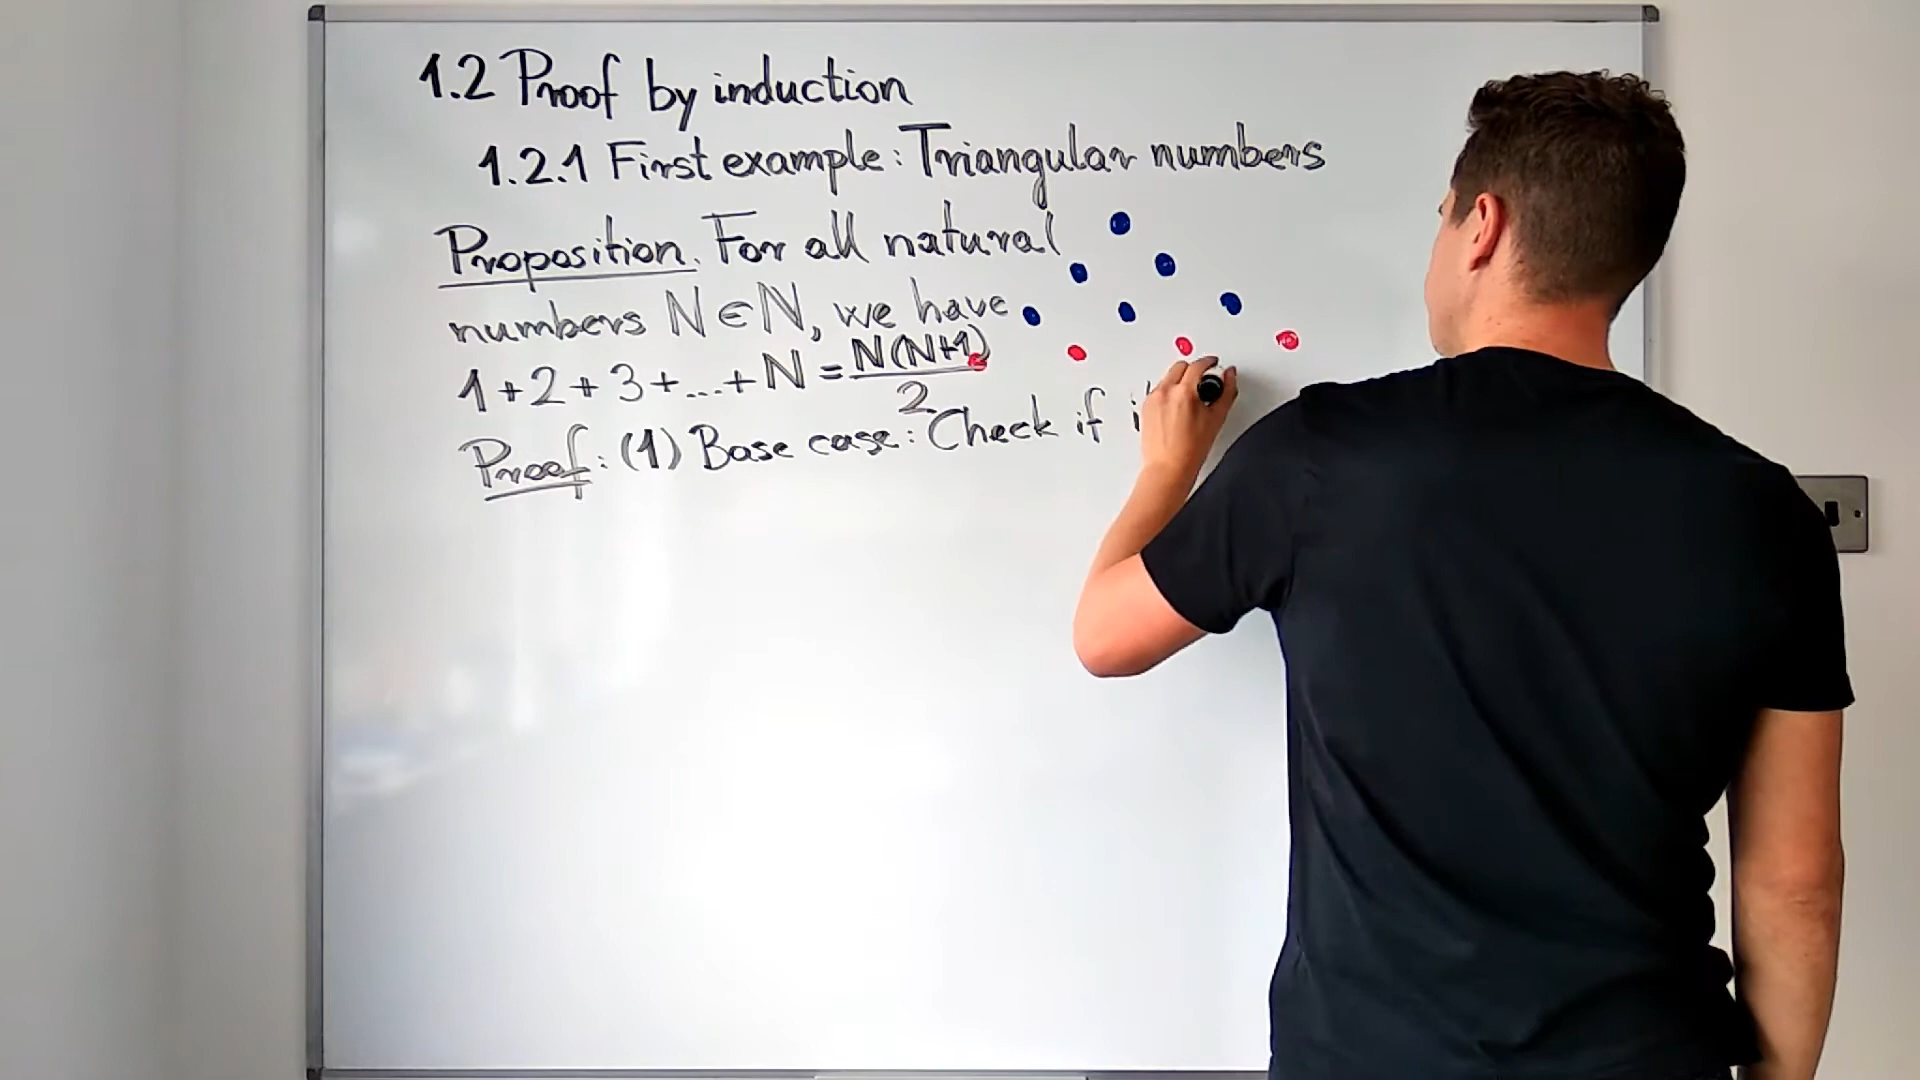 1.2 Proof by induction
1.2.1 First example: Triangular numbers
Proposition. For all natural
numbers N∈ℕ, we have
1+2+3+...+N = N(N+1)/2
Proof: (1) Base case: Check if